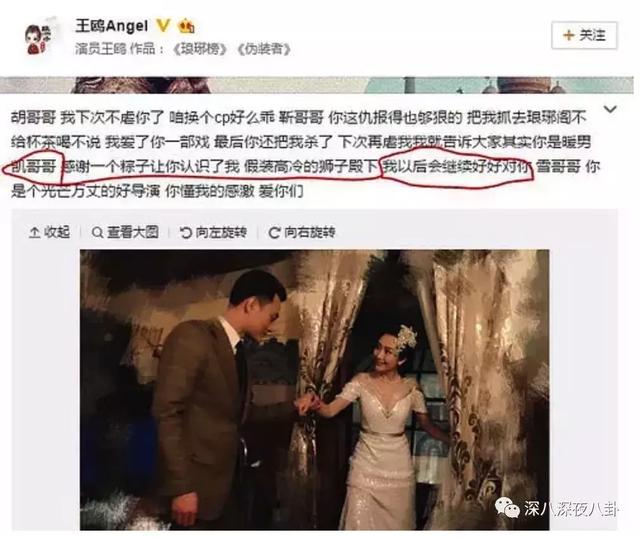 王鸥Angel
演员王鸥 作品：《琅琊榜》《伪装者》
+ 关注
胡哥哥 我下次不虐你了 咱换个cp好么乖 靳哥哥 你这仇报得也够狠的 把我抓去琅琊阁不
给杯茶喝不说 我爱了你一部戏 最后你还把我杀了 下次再虐我我就告诉大家其实你是暖男
凯哥哥 感谢一个粽子让你认识了我 假装高冷的狮子殿下 我以后会继续好好对你 雪哥哥 你
是个光芒万丈的好导演 你懂我的感激 爱你们
收起 查看大图 向左旋转 向右旋转
深八深夜八卦